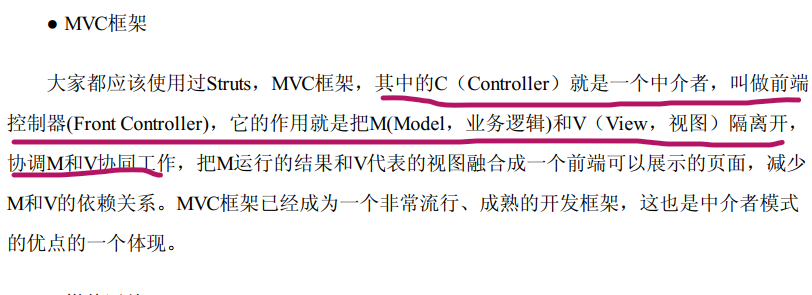 ● MVC框架
大家都应该使用过Struts，MVC框架，其中的C（Controller）就是一个中介者，叫做前端
控制器(Front Controller)，它的作用就是把M(Model，业务逻辑)和V（View，视图）隔离开，
协调M和V协同工作，把M运行的结果和V代表的视图融合成一个前端可以展示的页面，减少
M和V的依赖关系。MVC框架已经成为一个非常流行、成熟的开发框架，这也是中介者模式
的优点的一个体现。